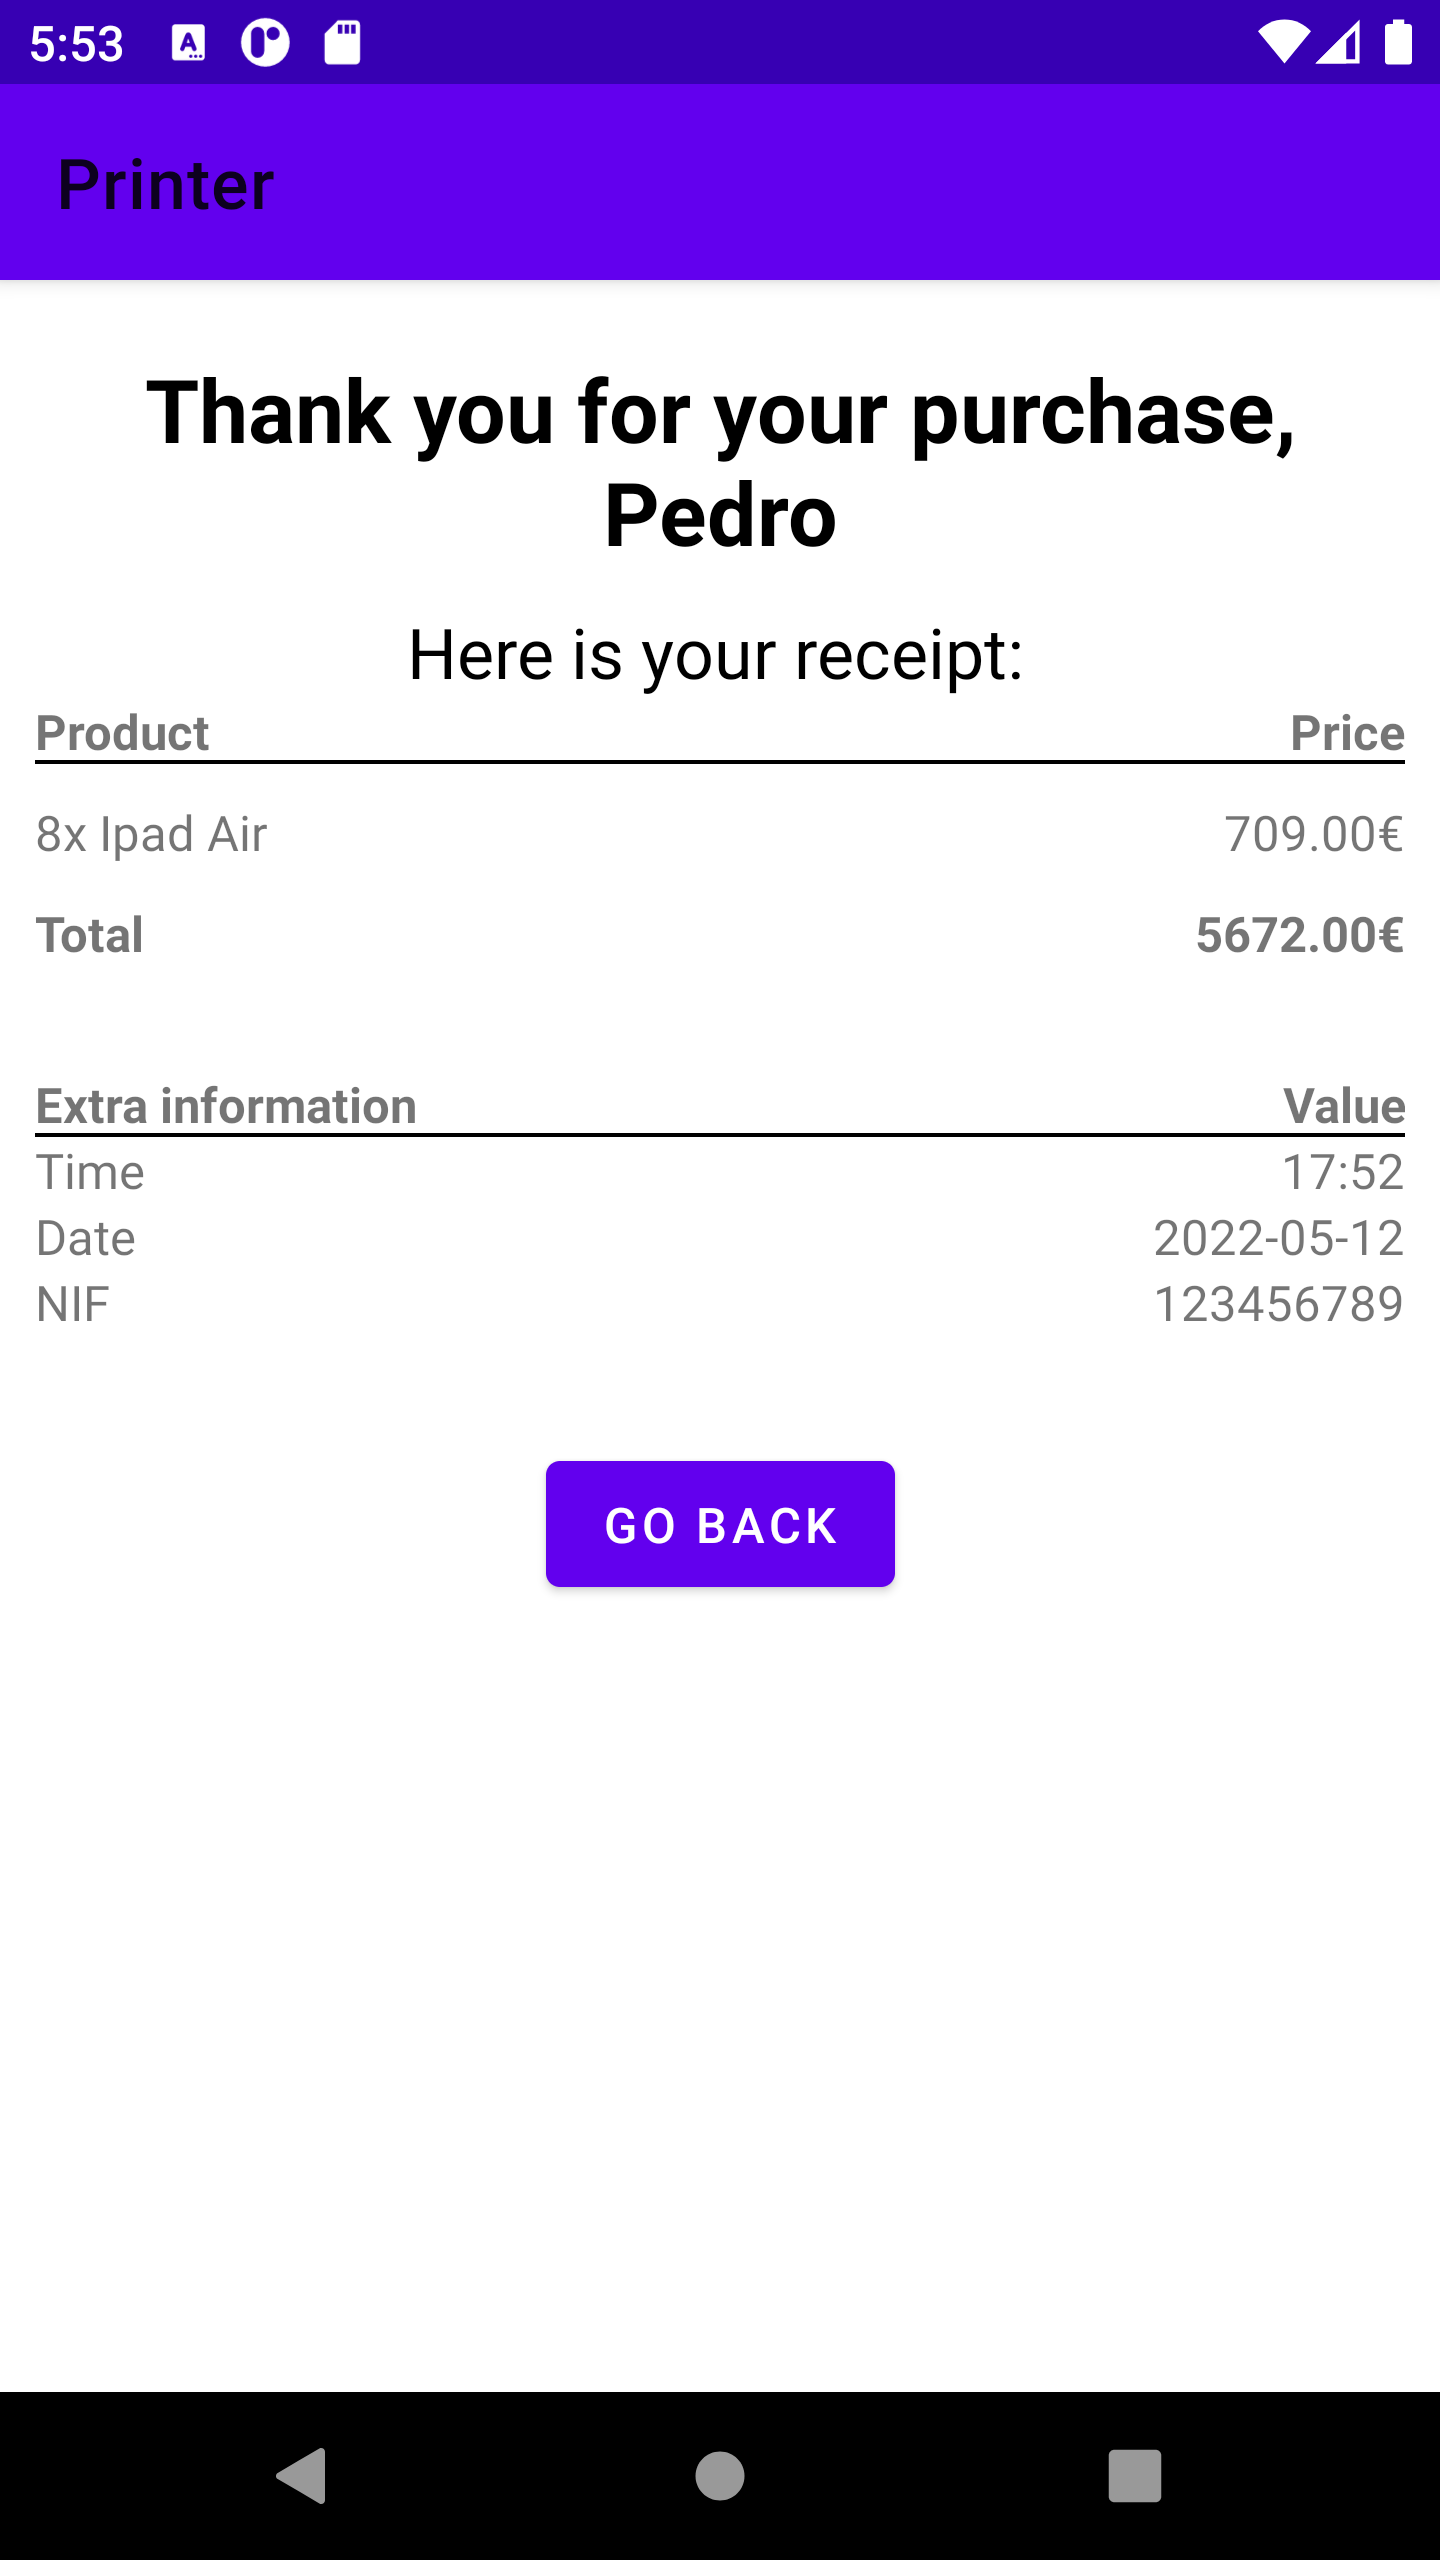 5:53
Printer
Thank you for your purchase,
Pedro
Here is your receipt:
Product Price
8x Ipad Air 709.00€
Total 5672.00€
Extra information Value
Time 17:52
Date 2022-05-12
NIF 123456789
GO BACK